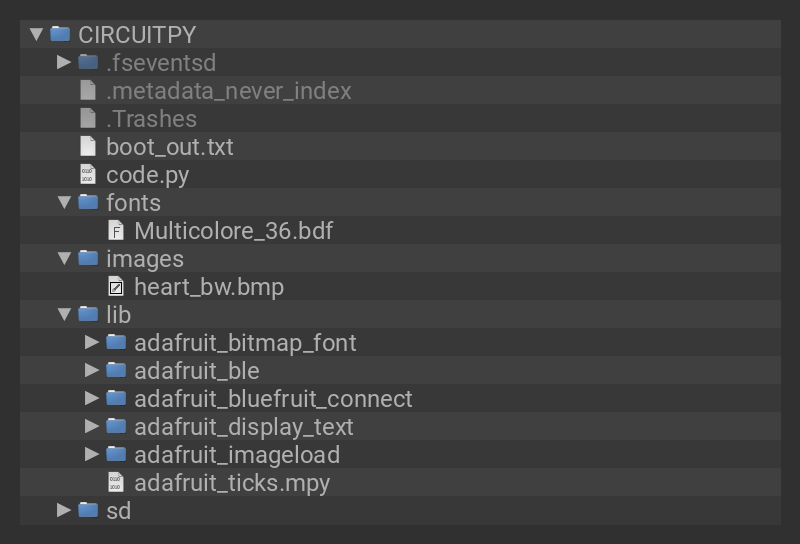 CIRCUITPY
.fseventsd
.metadata_never_index
.Trashes
boot_out.txt
code.py
fonts
Multicolore_36.bdf
images
heart_bw.bmp
lib
adafruit_bitmap_font
adafruit_ble
adafruit_bluefruit_connect
adafruit_display_text
adafruit_imageload
adafruit_ticks.mpy
sd